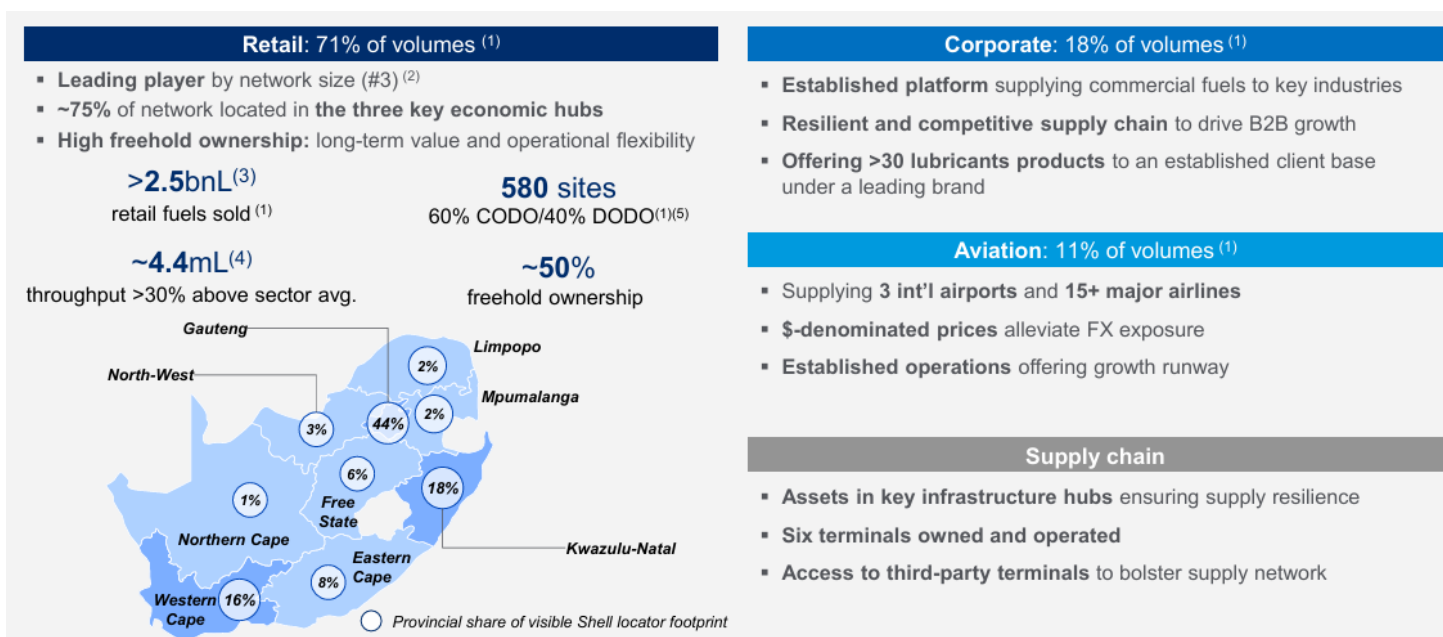 Retail: 71% of volumes (1)
▪ Leading player by network size (#3) (2)
▪ ~75% of network located in the three key economic hubs
▪ High freehold ownership: long-term value and operational flexibility
>2.5bnL(3)
retail fuels sold (1)
580 sites
60% CODO/40% DODO(1)(5)
~4.4mL(4)
throughput >30% above sector avg.
~50%
freehold ownership
Gauteng
Limpopo
2%
North-West
Mpumalanga
2%
44%
3%
6%
Free
State
18%
1%
Northern Cape
Kwazulu-Natal
Eastern
Cape
8%
Western
Cape
16%
Provincial share of visible Shell locator footprint
Corporate: 18% of volumes (1)
▪ Established platform supplying commercial fuels to key industries
▪ Resilient and competitive supply chain to drive B2B growth
▪ Offering >30 lubricants products to an established client base
under a leading brand
Aviation: 11% of volumes (1)
▪ Supplying 3 int'l airports and 15+ major airlines
▪ $-denominated prices alleviate FX exposure
▪ Established operations offering growth runway
Supply chain
▪ Assets in key infrastructure hubs ensuring supply resilience
▪ Six terminals owned and operated
▪ Access to third-party terminals to bolster supply network